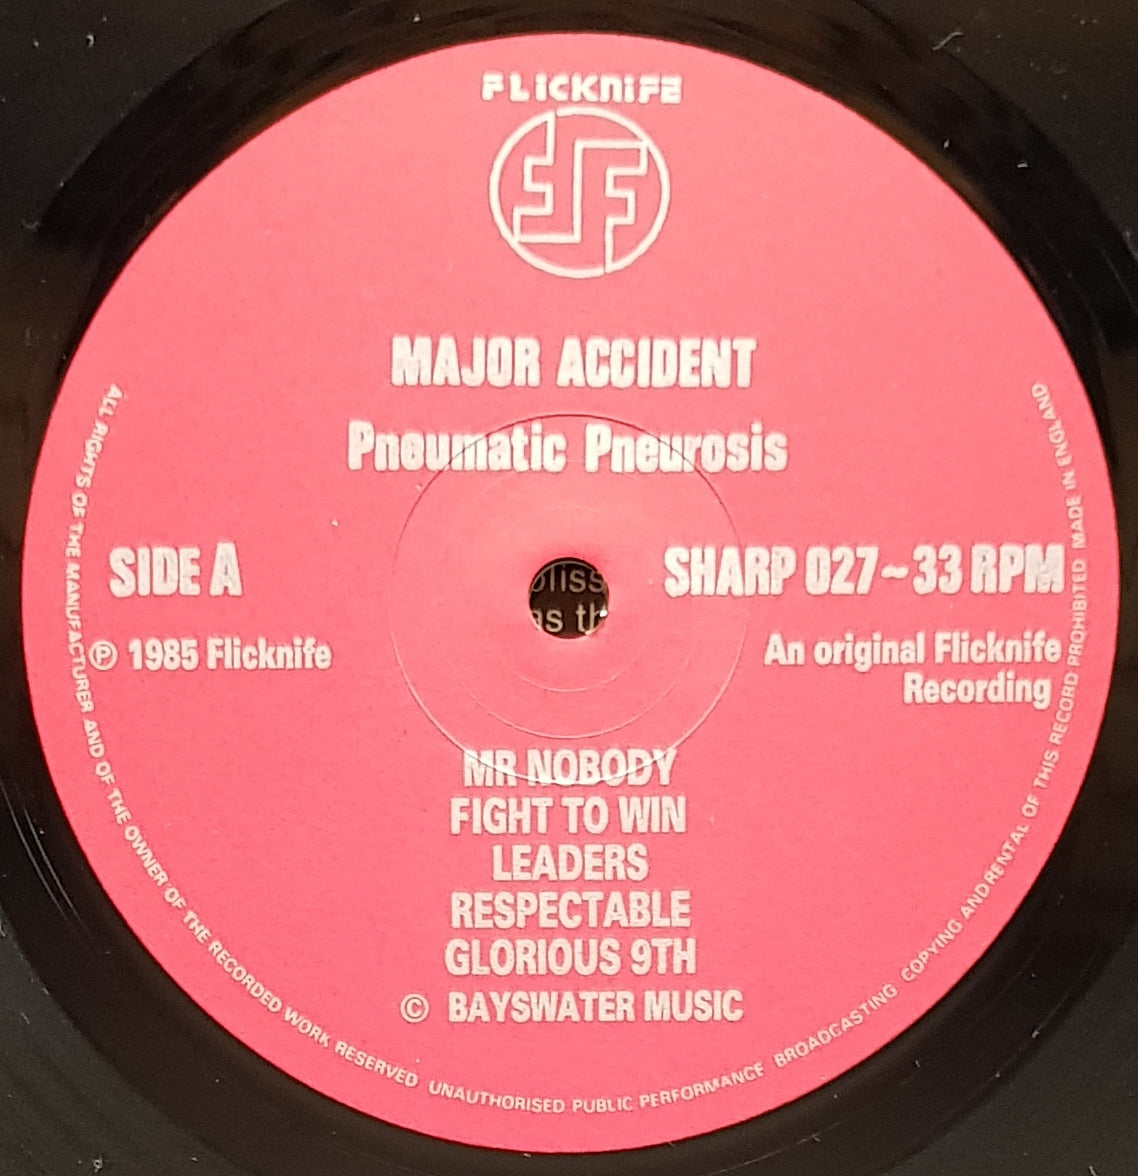 FLICKNIFE
MAJOR ACCIDENT
Pneumatic Pneurosis
SIDE A
SHARP 027~33 RPM
℗ 1985 Flicknife
An original Flicknife
Recording
MR NOBODY
FIGHT TO WIN
LEADERS
RESPECTABLE
GLORIOUS 9TH
© BAYSWATER MUSIC
ALL RIGHTS OF THE MANUFACTURER AND OF THE OWNER OF THE RECORDED WORK RESERVED UNAUTHORISED PUBLIC PERFORMANCE BROADCASTING COPYING AND RENTAL OF THIS RECORD PROHIBITED MADE IN ENGLAND